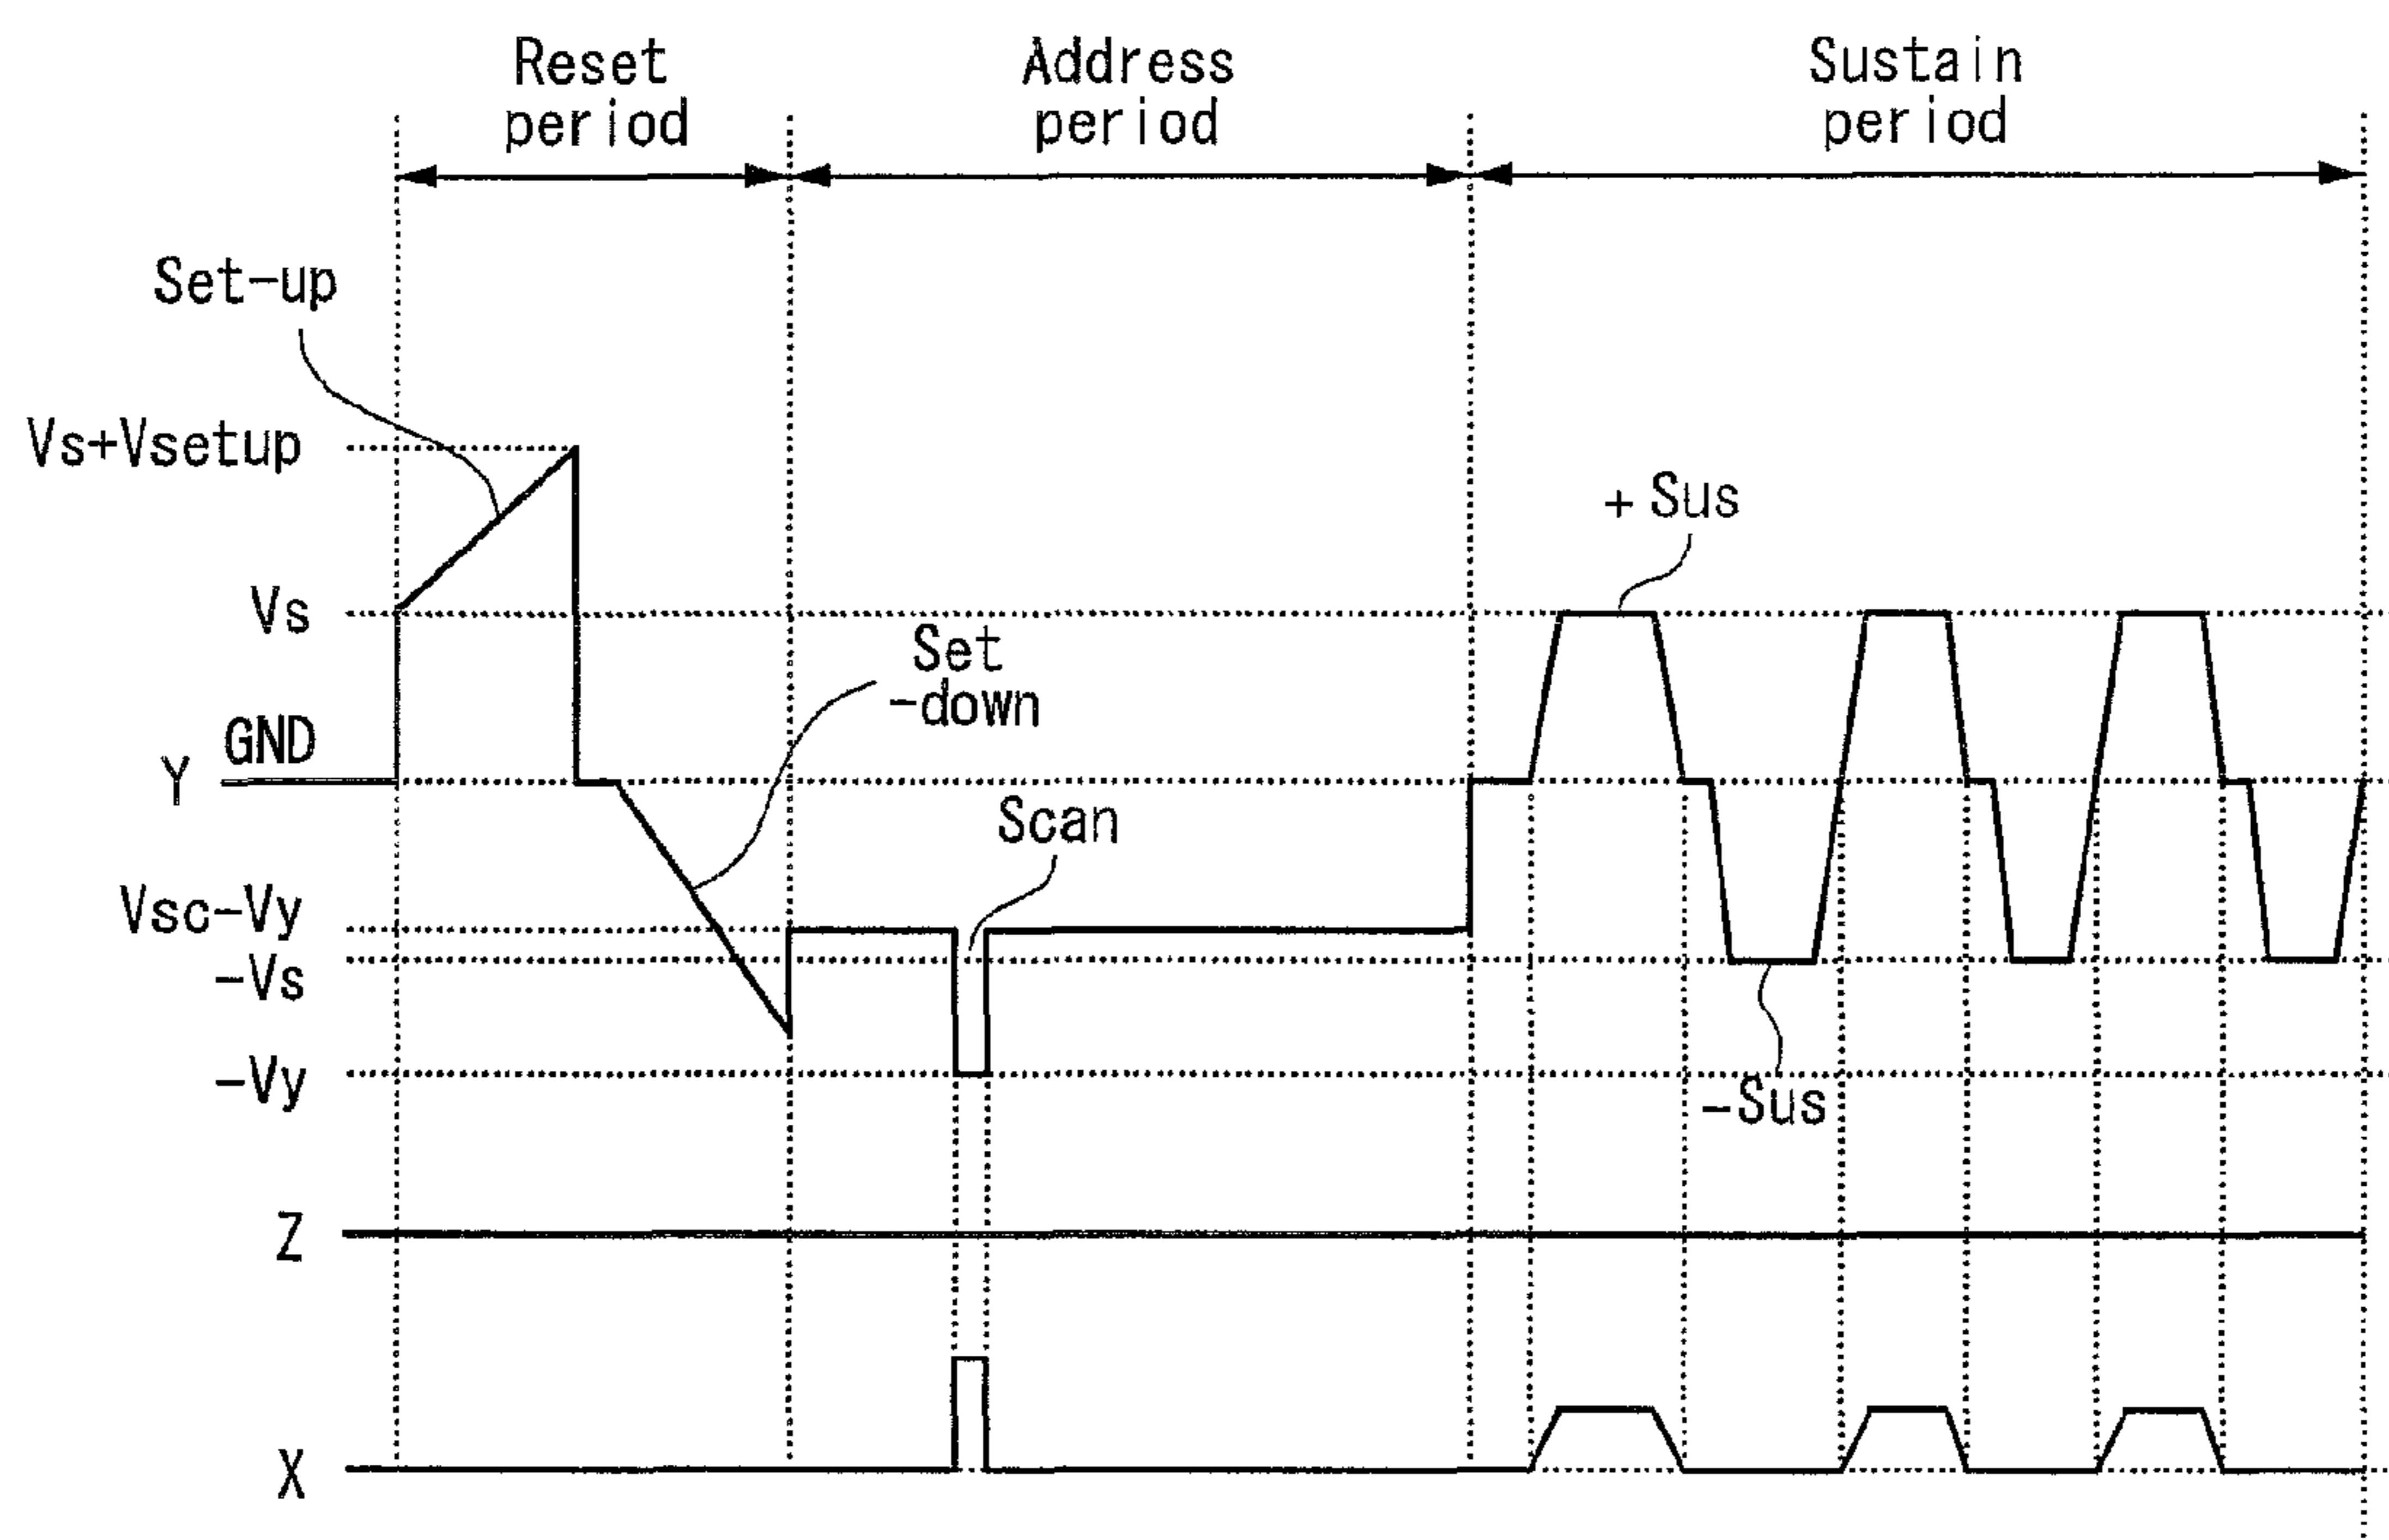 Reset
period
Address
period
Sustain
period
Set-up
Vs+Vsetup
+ Sus
Vs
Set
-down
GND
Y
Scan
Vsc-Vy
-Vs
-Vy
-Sus
Z
X